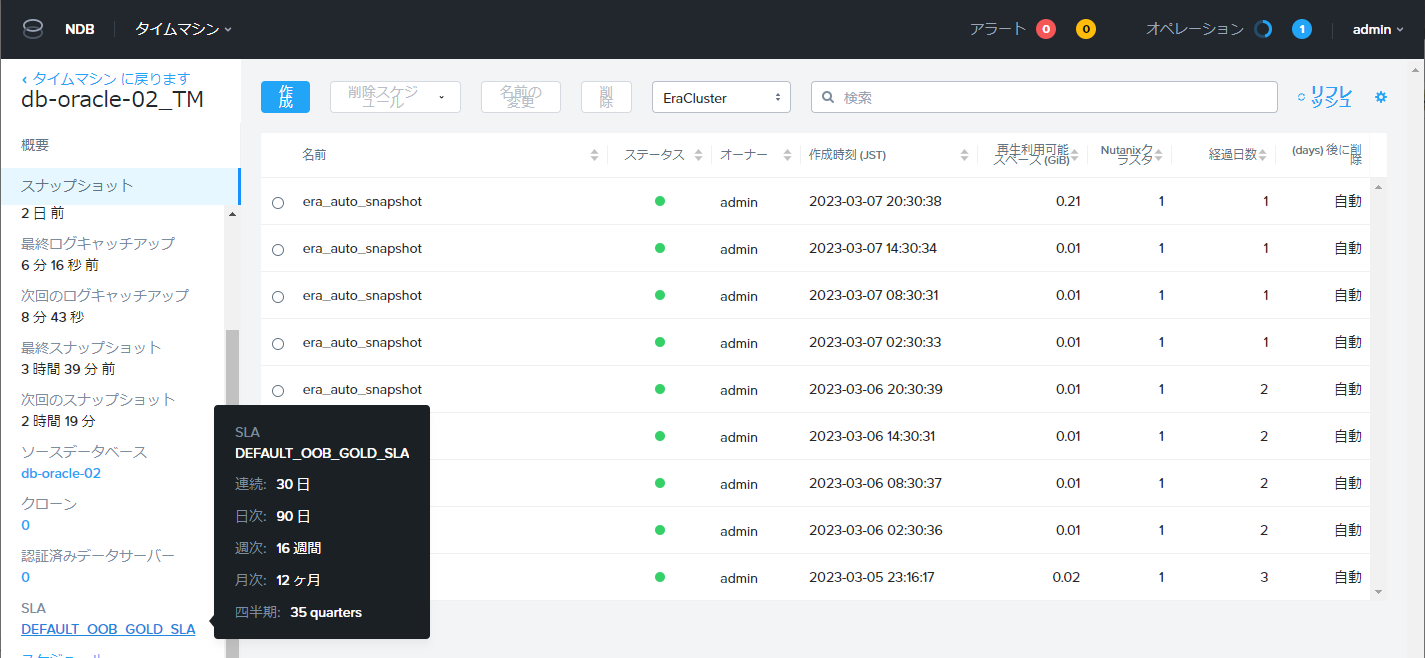 NDB
タイムマシン
アラート 0 0 オペレーション 1 admin
‹ タイムマシン に戻ります
db-oracle-02_TM
概要
スナップショット
2 日 前
最終ログキャッチアップ
6 分 16 秒 前
次回のログキャッチアップ
8 分 43 秒
最終スナップショット
3 時間 39 分 前
次回のスナップショット
2 時間 19 分
ソースデータベース
db-oracle-02
クローン
0
認証済みデータサーバー
0
SLA
DEFAULT_OOB_GOLD_SLA
スケジュール
SLA
DEFAULT_OOB_GOLD_SLA
連続: 30 日
日次: 90 日
週次: 16 週間
月次: 12 ヶ月
四半期: 35 quarters
作
成
削除スケジ
ュール
名前の
変更
削
除
EraCluster
検索
リフレ
ッシュ
名前
ステータス
オーナー
作成時刻 (JST)
再生利用可能
スペース (GiB)
Nutanixク
ラスタ
経過日数
(days) 後に削
除
era_auto_snapshot admin 2023-03-07 20:30:38 0.21 1 1 自動
era_auto_snapshot admin 2023-03-07 14:30:34 0.01 1 1 自動
era_auto_snapshot admin 2023-03-07 08:30:31 0.01 1 1 自動
era_auto_snapshot admin 2023-03-07 02:30:33 0.01 1 1 自動
era_auto_snapshot admin 2023-03-06 20:30:39 0.01 1 2 自動
admin 2023-03-06 14:30:31 0.01 1 2 自動
admin 2023-03-06 08:30:37 0.01 1 2 自動
admin 2023-03-06 02:30:36 0.01 1 2 自動
admin 2023-03-05 23:16:17 0.02 1 3 自動